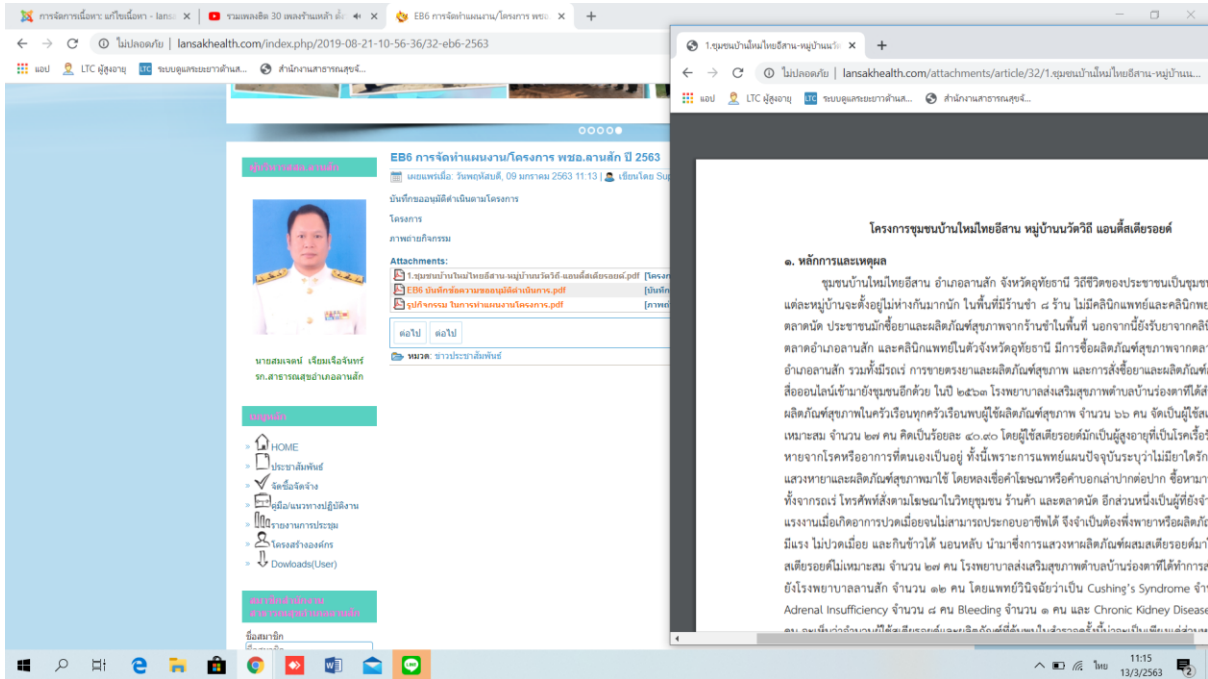 การจัดการเนื้อหา: แก้ไขเนื้อหา - lans
รวมเพลงฮิต 30 เพลงร้านเหล้า
EB6 การจัดทำแผนงาน/โครงการ พชอ.
ไม่ปลอดภัย | lansakhealth.com/index.php/2019-08-21-10-56-36/32-eb6-2563
แอป LTC ผู้สูงอายุ ระบบดูแลระยะยาวด้านส... สำนักงานสาธารณสุขจั...
EB6 การจัดทำแผนงาน/โครงการ พชอ.ลานสัก ปี 2563
เผยแพร่เมื่อ: วันพฤหัสบดี, 09 มกราคม 2563 11:13 | เขียนโดย Sup
บันทึกขออนุมัติดำเนินตามโครงการ
โครงการ
ภาพถ่ายกิจกรรม
Attachments:
1.ชุมชนบ้านใหม่ไทยอีสาน-หมู่บ้านนวัตวิถี-แอนตี้สเตียรอยด์.pdf [โครงก
EB6 บันทึกข้อความขออนุมัติดำเนินการ.pdf [บันทึก
รูปกิจกรรม ในการทำแผนงานโครงการ.pdf [ภาพถ่
ต่อไป ต่อไป
หมวด: ข่าวประชาสัมพันธ์
นายสมเจตน์ เจียมเจือจันทร์
รก.สาธารณสุขอำเภอลานสัก
เมนูหลัก
HOME
ประชาสัมพันธ์
จัดซื้อจัดจ้าง
คู่มือ/แนวทางปฏิบัติงาน
รายงานการประชุม
โครงสร้างองค์กร
Dowloads(User)
ชื่อสมาชิก
1.ชุมชนบ้านใหม่ไทยอีสาน-หมู่บ้านนวัต
ไม่ปลอดภัย | lansakhealth.com/attachments/article/32/1.ชุมชนบ้านใหม่ไทยอีสาน-หมู่บ้านน...
แอป LTC ผู้สูงอายุ ระบบดูแลระยะยาวด้านส... สำนักงานสาธารณสุขจั...
โครงการชุมชนบ้านใหม่ไทยอีสาน หมู่บ้านนวัตวิถี แอนตี้สเตียรอยด์
๑. หลักการและเหตุผล
ชุมชนบ้านใหม่ไทยอีสาน อำเภอลานสัก จังหวัดอุทัยธานี วิถีชีวิตของประชาชนเป็นชุมชน
แต่ละหมู่บ้านจะตั้งอยู่ไม่ห่างกันมากนัก ในพื้นที่มีร้านชำ ๘ ร้าน ไม่มีคลินิกแพทย์และคลินิกพย
ตลาดนัด ประชาชนมักซื้อยาและผลิตภัณฑ์สุขภาพจากร้านชำในพื้นที่ นอกจากนี้ยังรับยาจากคลินิ
ตลาดอำเภอลานสัก และคลินิกแพทย์ในตัวจังหวัดอุทัยธานี มีการซื้อผลิตภัณฑ์สุขภาพจากตลา
อำเภอลานสัก รวมทั้งมีรถเร่ การขายตรงยาและผลิตภัณฑ์สุขภาพ และการสั่งซื้อยาและผลิตภัณฑ์ส
สื่อออนไลน์เข้ามายังชุมชนอีกด้วย ในปี ๒๕๖๓ โรงพยาบาลส่งเสริมสุขภาพตำบลบ้านร่องตาทีได้สำ
ผลิตภัณฑ์สุขภาพในครัวเรือนทุกครัวเรือนพบผู้ใช้ผลิตภัณฑ์สุขภาพ จำนวน ๖๖ คน จัดเป็นผู้ใช้สเ
เหมาะสม จำนวน ๒๗ คน คิดเป็นร้อยละ ๔๐.๙๐ โดยผู้ใช้สเตียรอยด์มักเป็นผู้สูงอายุที่เป็นโรคเรื้อรั
หายจากโรคหรืออาการที่ตนเองเป็นอยู่ ทั้งนี้เพราะการแพทย์แผนปัจจุบันระบุว่าไม่มียาใดรัก
แสวงหายาและผลิตภัณฑ์สุขภาพมาใช้ โดยหลงเชื่อคำโฆษณาหรือคำบอกเล่าปากต่อปาก ซื้อหามา
ทั้งจากรถเร่ โทรศัพท์สั่งตามโฆษณาในวิทยุชุมชน ร้านค้า และตลาดนัด อีกส่วนหนึ่งเป็นผู้ที่ยังจำ
แรงงานเมื่อเกิดอาการปวดเมื่อยจนไม่สามารถประกอบอาชีพได้ จึงจำเป็นต้องพึ่งพายาหรือผลิตภัณ
มีแรง ไม่ปวดเมื่อย และกินข้าวได้ นอนหลับ นำมาซึ่งการแสวงหาผลิตภัณฑ์ผสมสเตียรอยด์มาใ
สเตียรอยด์ไม่เหมาะสม จำนวน ๒๗ คน โรงพยาบาลส่งเสริมสุขภาพตำบลบ้านร่องตาทีได้ทำการส่
ยังโรงพยาบาลลานสัก จำนวน ๑๒ คน โดยแพทย์วินิจฉัยว่าเป็น Cushing's Syndrome จำน
Adrenal Insufficiency จำนวน ๘ คน Bleeding จำนวน ๑ คน และ Chronic Kidney Disease
11:15
ไทย 13/3/2563